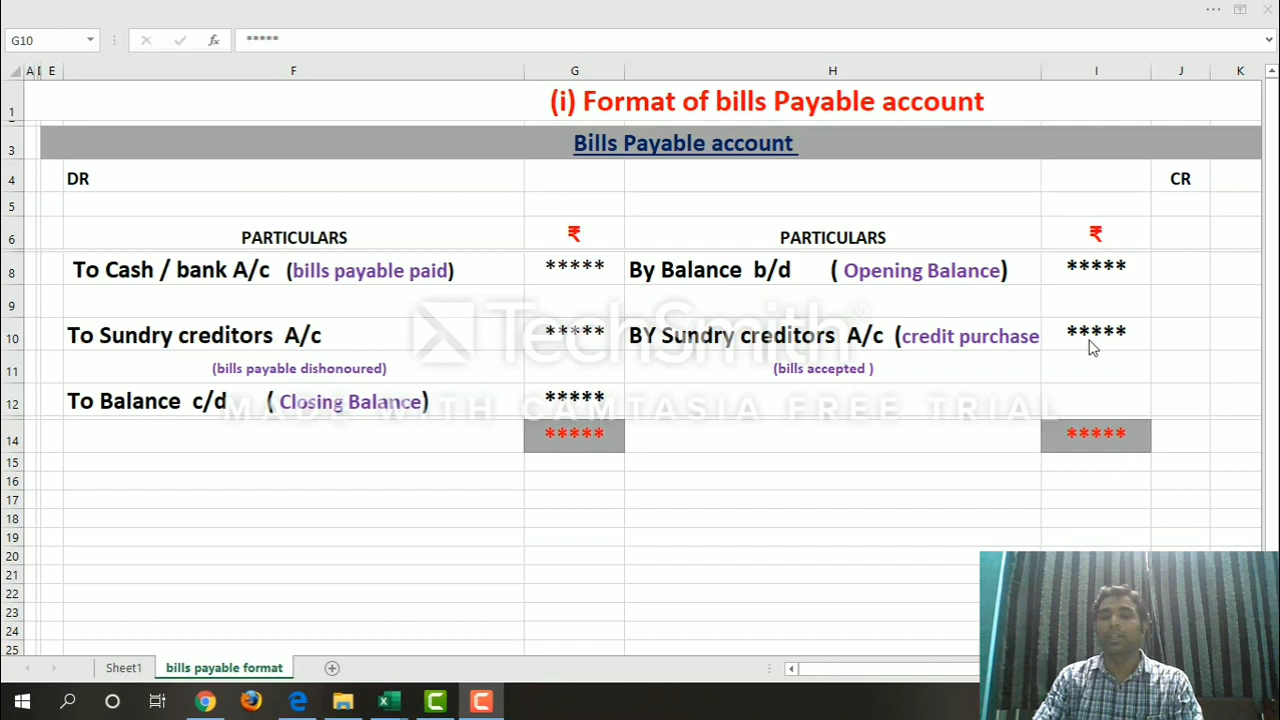 G10 *****
A E F G H I J K
1 (i) Format of bills Payable account
3 Bills Payable account
4 DR CR
5
6 PARTICULARS ₹ PARTICULARS ₹
8 To Cash / bank A/c (bills payable paid) ***** By Balance b/d ( Opening Balance) *****
9
TechSmith®
10 To Sundry creditors A/c ***** BY Sundry creditors A/c (credit purchase *****
11 (bills payable dishonoured) (bills accepted )
12 To Balance c/d ( Closing Balance) *****
MADE WITH CAMTASIA FREE TRIAL
14 ***** *****
15
16
17
18
19
20
21
22
23
24
25
Sheet1 bills payable format